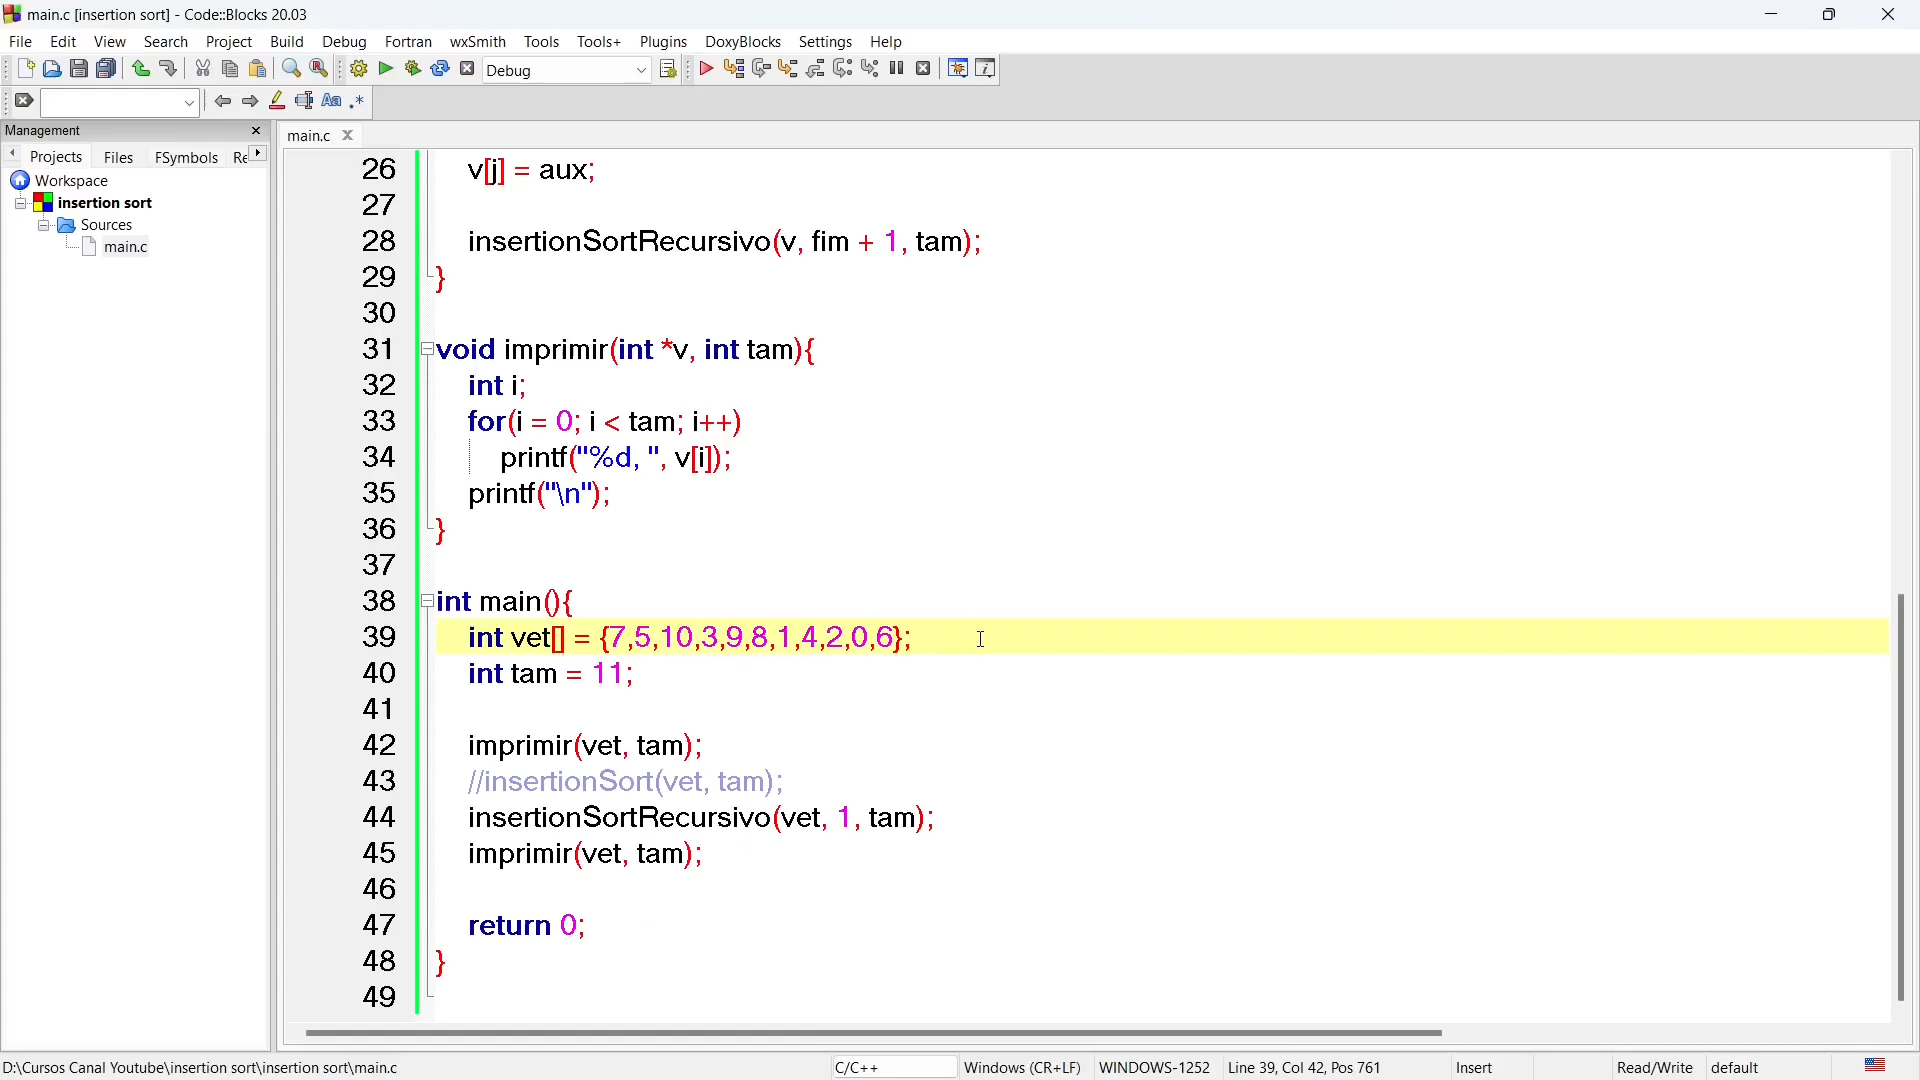 main.c [insertion sort] - Code::Blocks 20.03
File Edit View Search Project Build Debug Fortran wxSmith Tools Tools+ Plugins DoxyBlocks Settings Help
Debug
Management
main.c
Projects Files FSymbols Re
Workspace
insertion sort
Sources
main.c
26 v[j] = aux;
27
28 insertionSortRecursivo(v, fim + 1, tam);
29 }
30
31 void imprimir(int *v, int tam){
32 int i;
33 for(i = 0; i < tam; i++)
34 printf("%d, ", v[i]);
35 printf("\n");
36 }
37
38 int main(){
39 int vet[] = {7,5,10,3,9,8,1,4,2,0,6};
40 int tam = 11;
41
42 imprimir(vet, tam);
43 //insertionSort(vet, tam);
44 insertionSortRecursivo(vet, 1, tam);
45 imprimir(vet, tam);
46
47 return 0;
48 }
49
D:\Cursos Canal Youtube\insertion sort\insertion sort\main.c C/C++ Windows (CR+LF) WINDOWS-1252 Line 39, Col 42, Pos 761 Insert Read/Write default